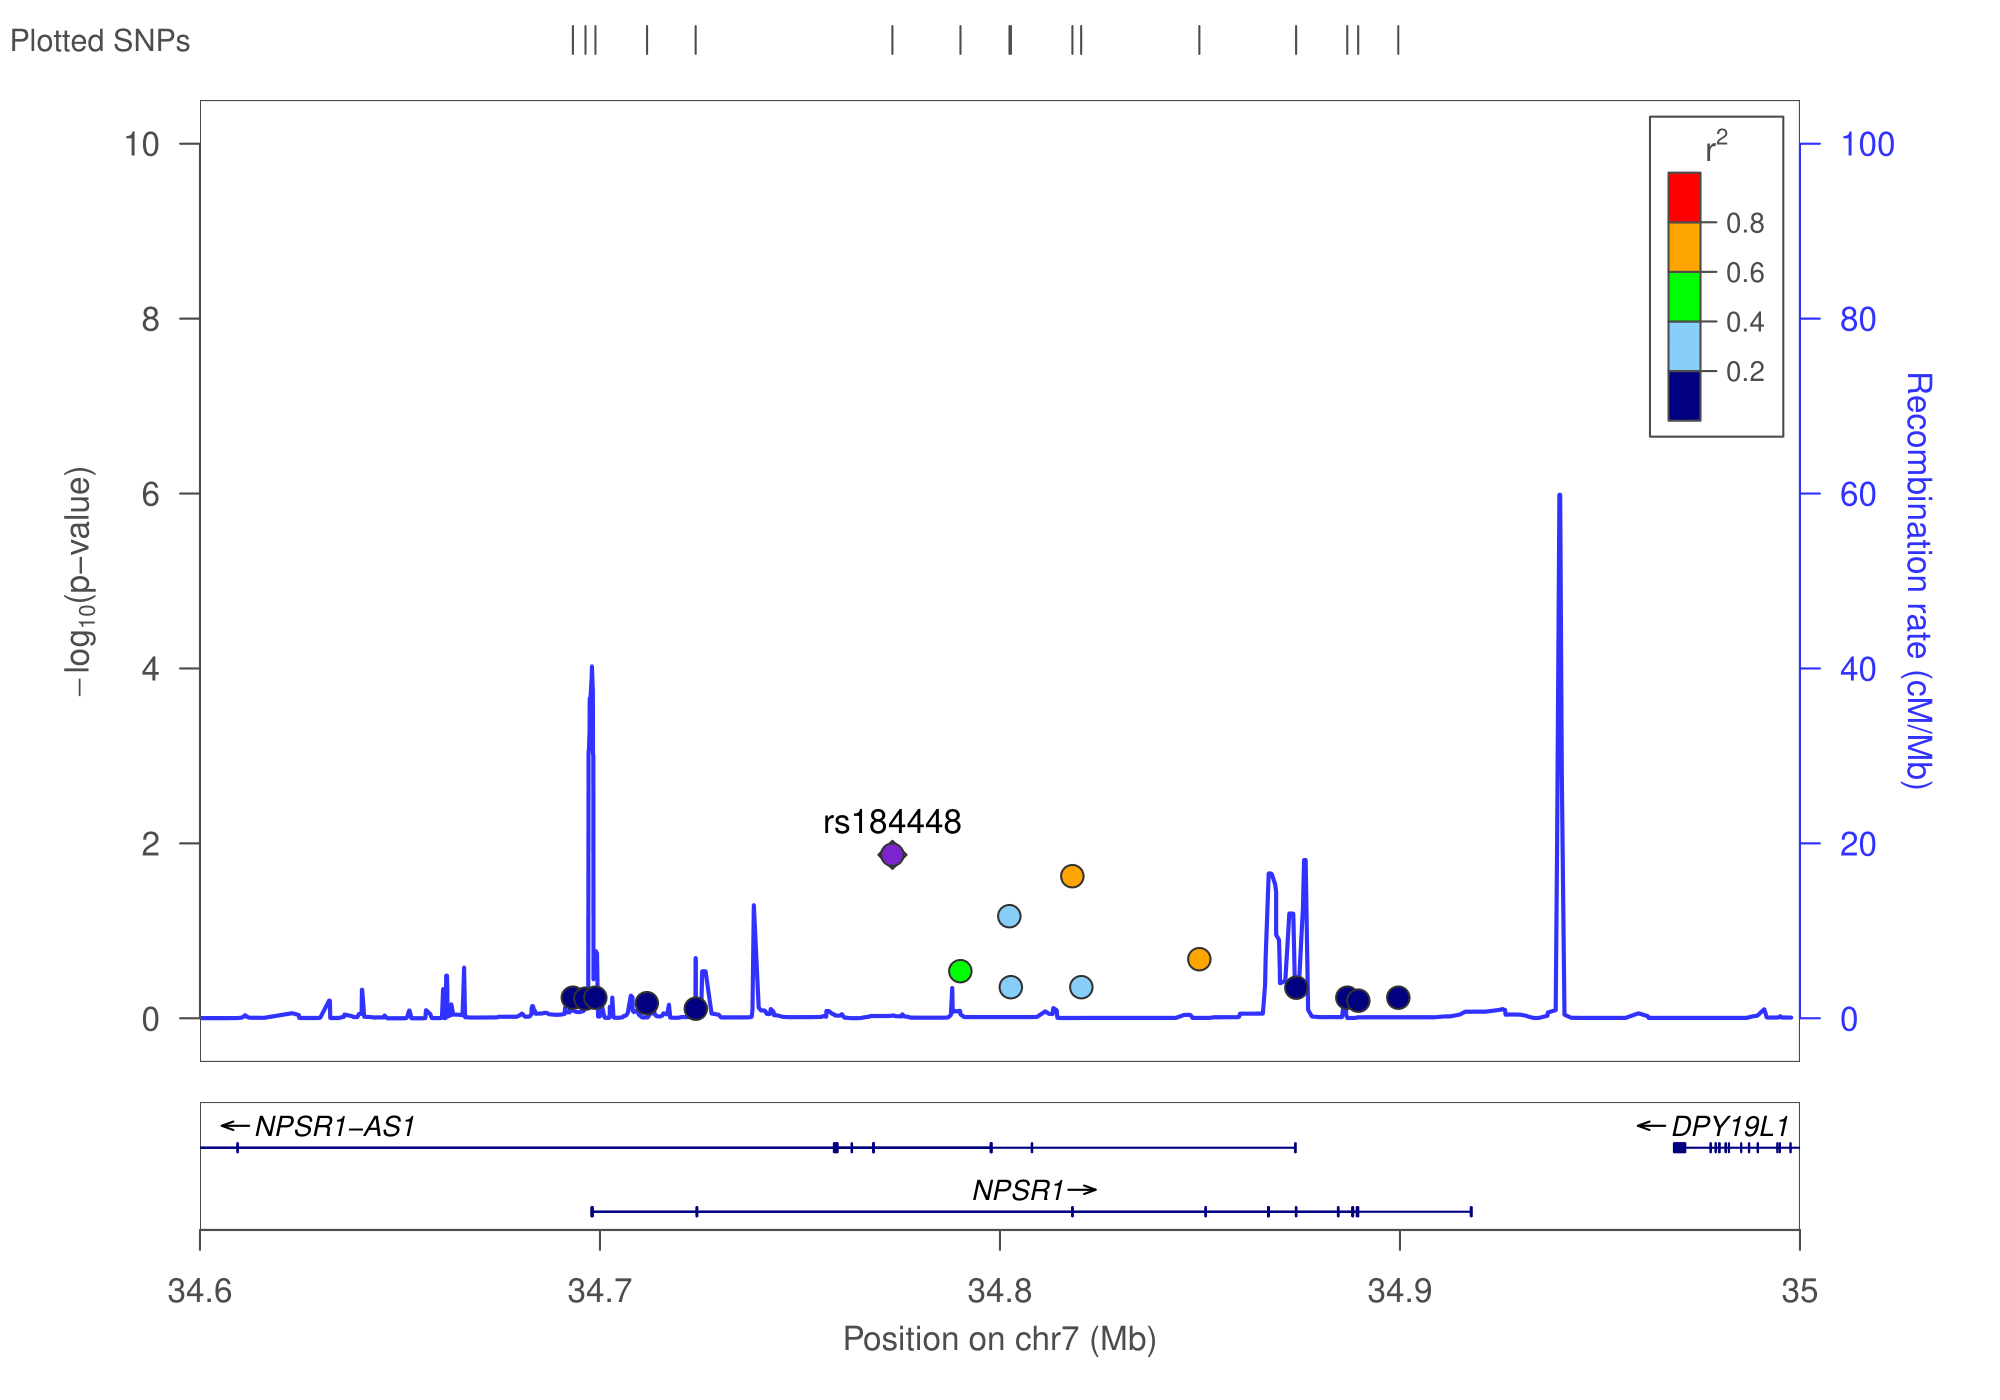 Plotted SNPs
10
8
6
4
2
0
−log10(p−value)
100
80
60
40
20
0
Recombination rate (cM/Mb)
r2
0.8
0.6
0.4
0.2
rs184448
NPSR1−AS1
DPY19L1
NPSR1
34.6
34.7
34.8
34.9
35
Position on chr7 (Mb)